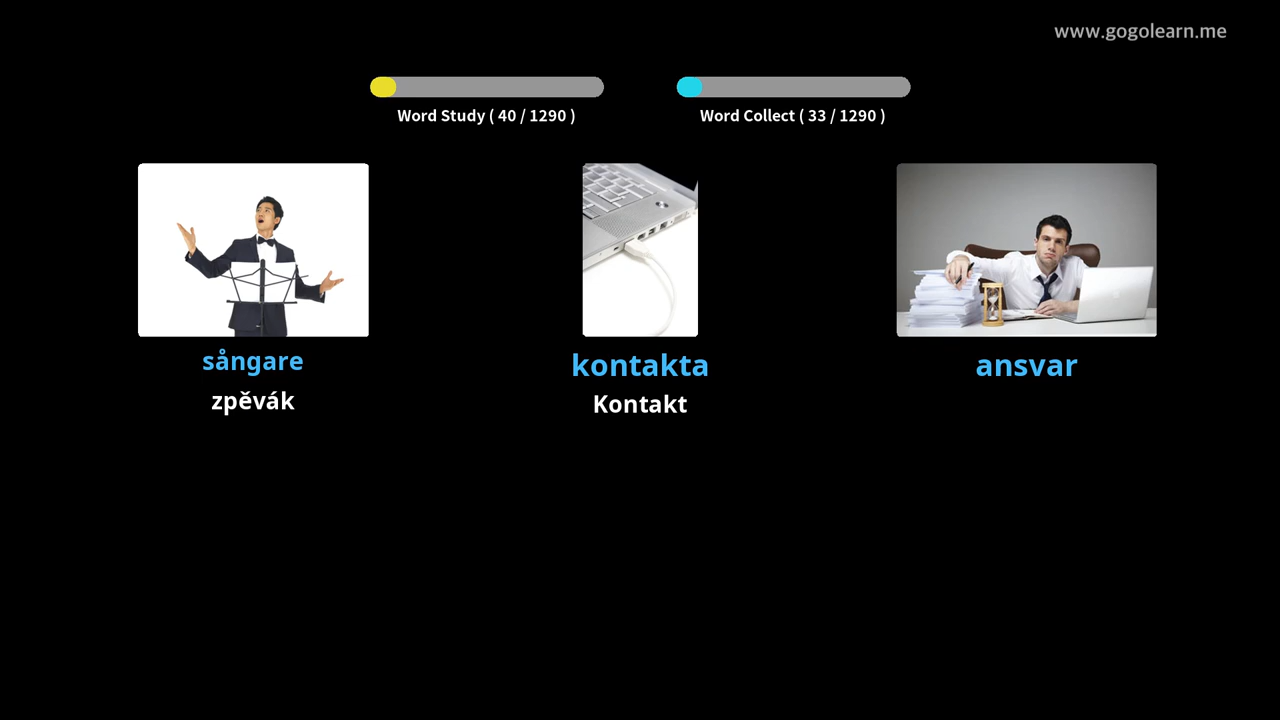 www.gogolearn.me
Word Study ( 40 / 1290 )
Word Collect ( 33 / 1290 )
sångare
zpěvák
kontakta
Kontakt
ansvar